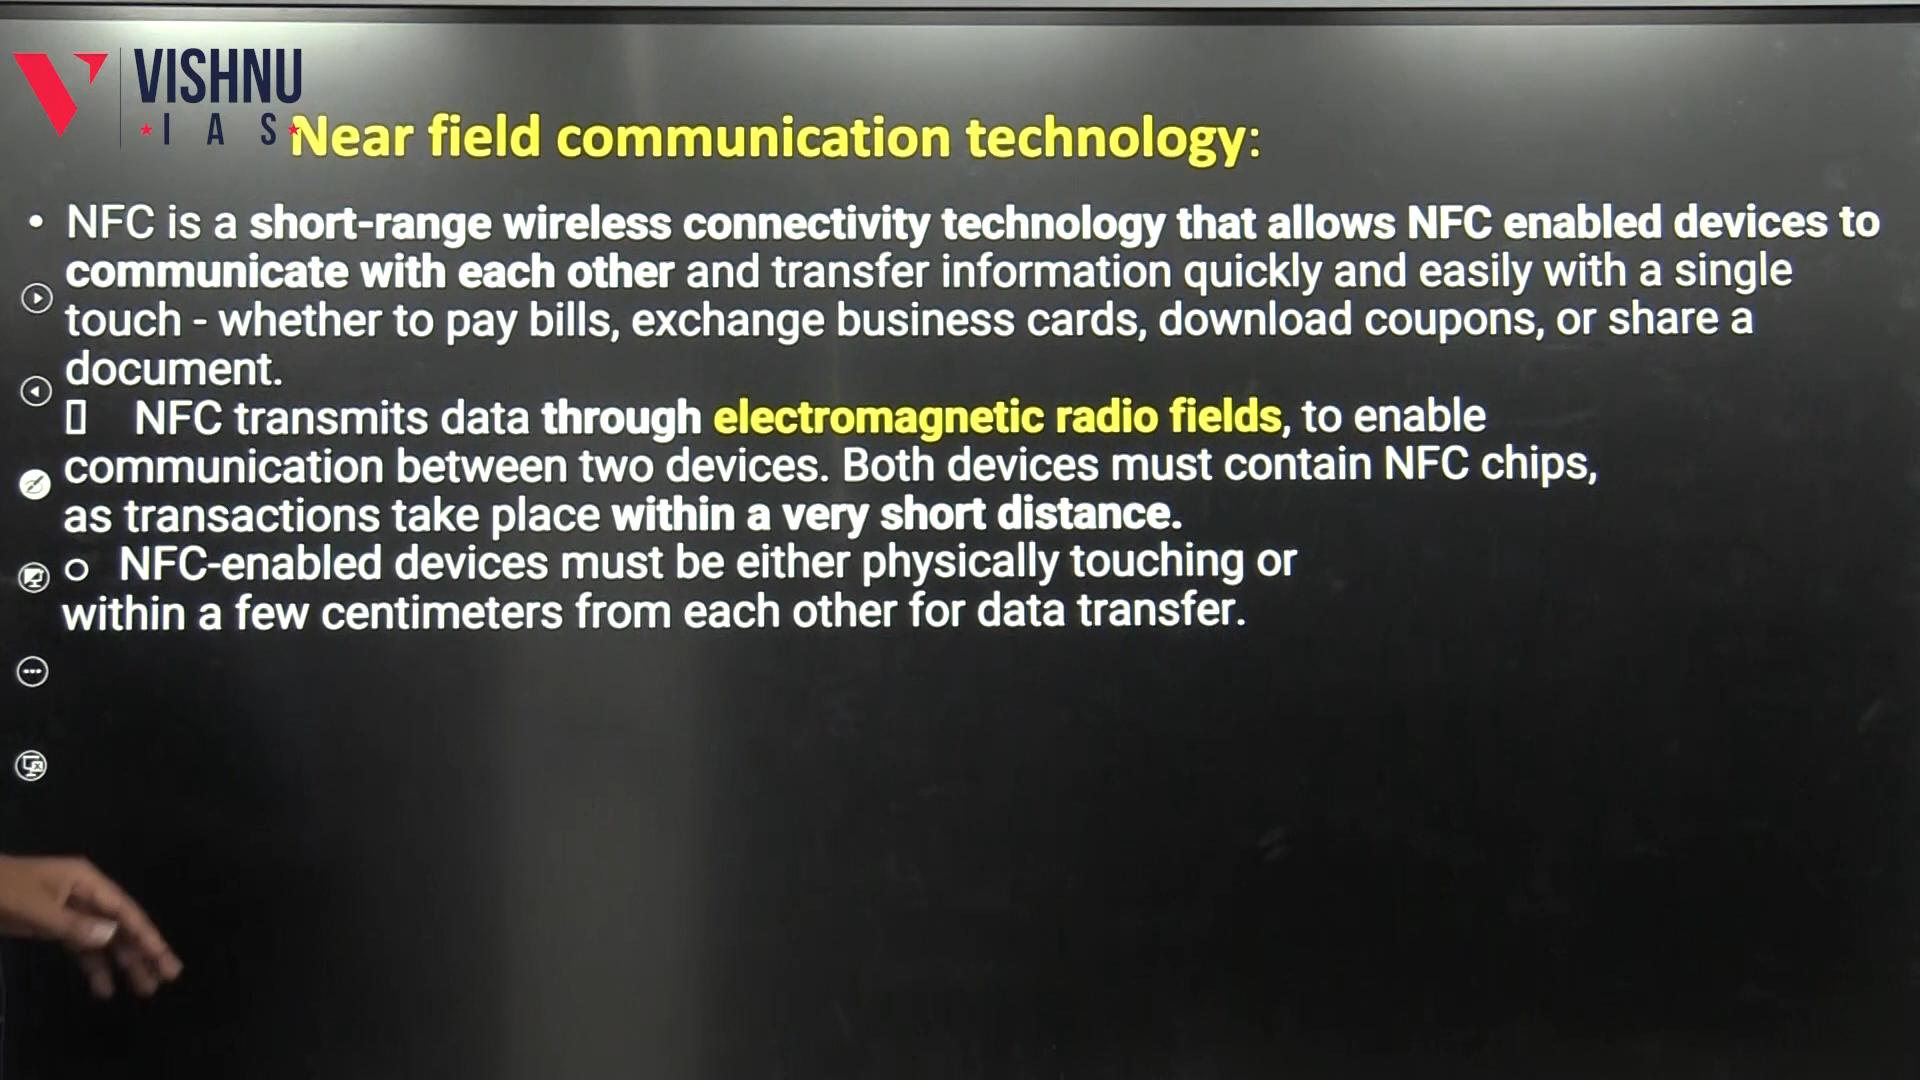 VISHNU
IAS
Near field communication technology:
• NFC is a short-range wireless connectivity technology that allows NFC enabled devices to
communicate with each other and transfer information quickly and easily with a single
touch - whether to pay bills, exchange business cards, download coupons, or share a
document.
NFC transmits data through electromagnetic radio fields, to enable
communication between two devices. Both devices must contain NFC chips,
as transactions take place within a very short distance.
o NFC-enabled devices must be either physically touching or
within a few centimeters from each other for data transfer.